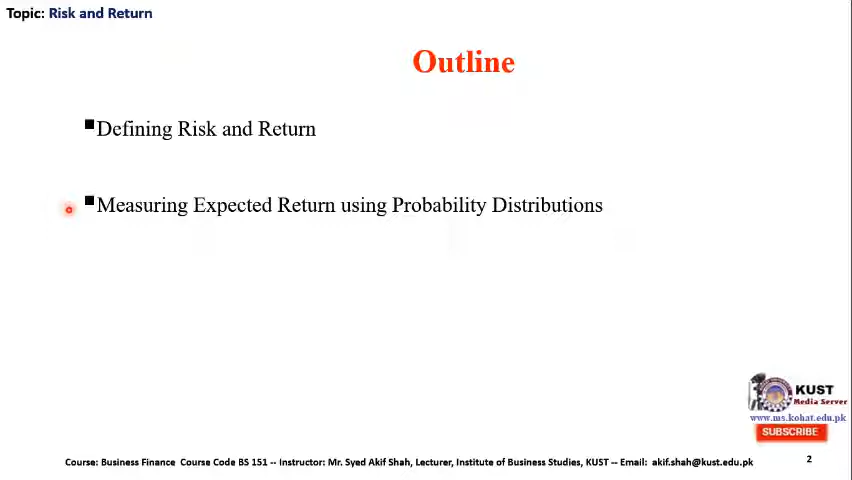 Topic: Risk and Return
Outline
Defining Risk and Return
Measuring Expected Return using Probability Distributions
KUST
Media Server
www.ms.kohat.edu.pk
SUBSCRIBE
Course: Business Finance Course Code BS 151 -- Instructor: Mr. Syed Akif Shah, Lecturer, Institute of Business Studies, KUST -- Email: akif.shah@kust.edu.pk
2